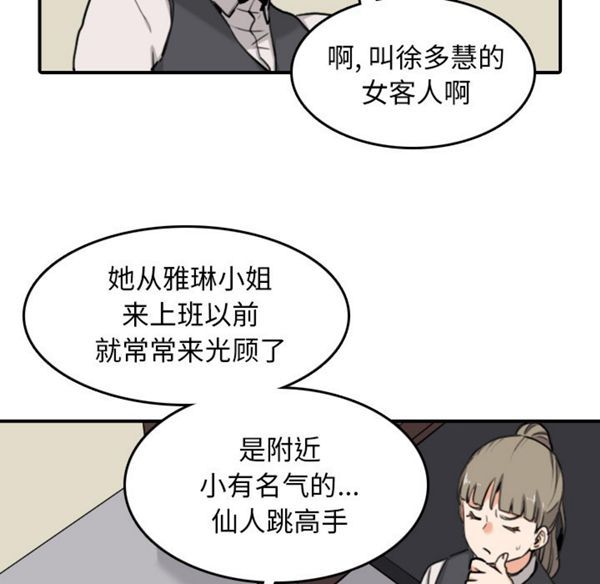 啊, 叫徐多慧的
女客人啊
她从雅琳小姐
来上班以前
就常常来光顾了
是附近
小有名气的...
仙人跳高手